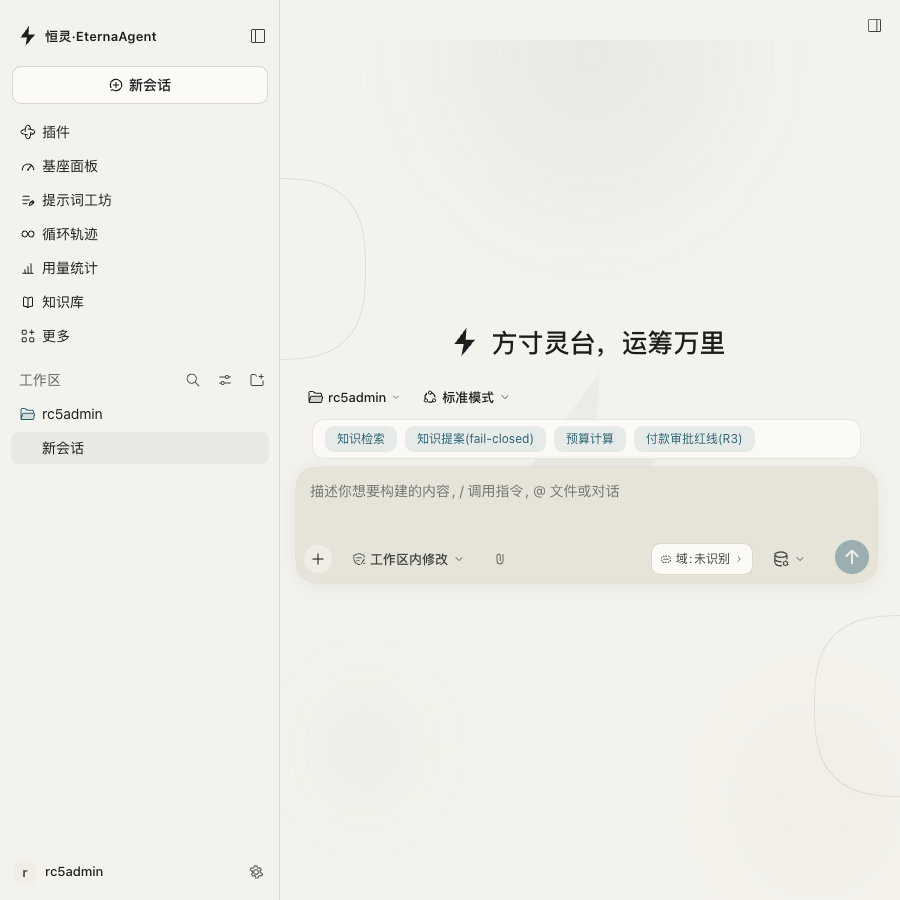 恒灵·EternaAgent
新会话
插件
基座面板
提示词工坊
循环轨迹
用量统计
知识库
更多
工作区
rc5admin
新会话
方寸灵台，运筹万里
rc5admin 标准模式
知识检索 知识提案(fail-closed) 预算计算 付款审批红线(R3)
描述你想要构建的内容, / 调用指令, @ 文件或对话
工作区内修改 域:未识别
r rc5admin